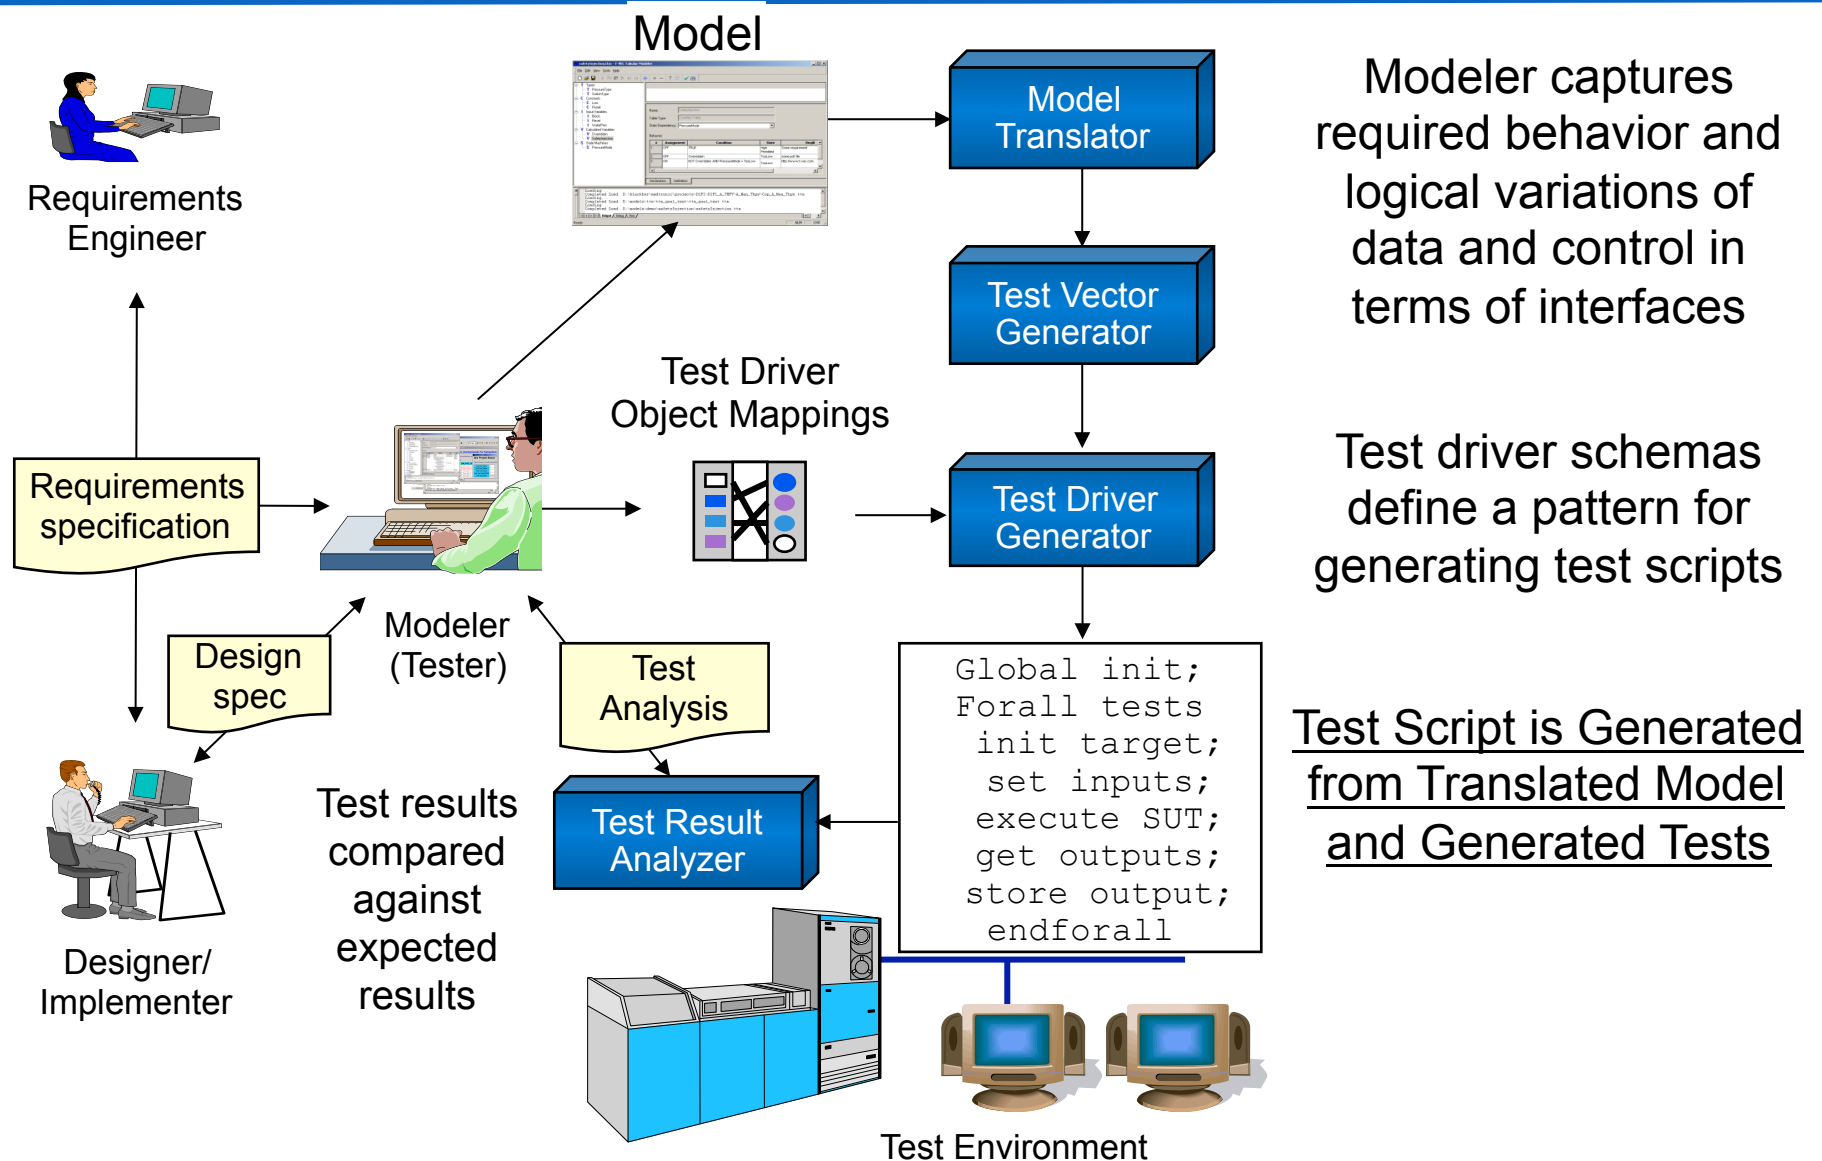 Model
Requirements
Engineer
Model
Translator
Modeler captures
required behavior and
logical variations of
data and control in
terms of interfaces
Test Vector
Generator
Test Driver
Object Mappings
Requirements
specification
Test Driver
Generator
Test driver schemas
define a pattern for
generating test scripts
Modeler
(Tester)
Design
spec
Test
Analysis
Global init;
Forall tests
init target;
set inputs;
execute SUT;
get outputs;
store output;
endforall
Test Script is Generated
from Translated Model
and Generated Tests
Test results
compared
against
expected
results
Test Result
Analyzer
Designer/
Implementer
Test Environment